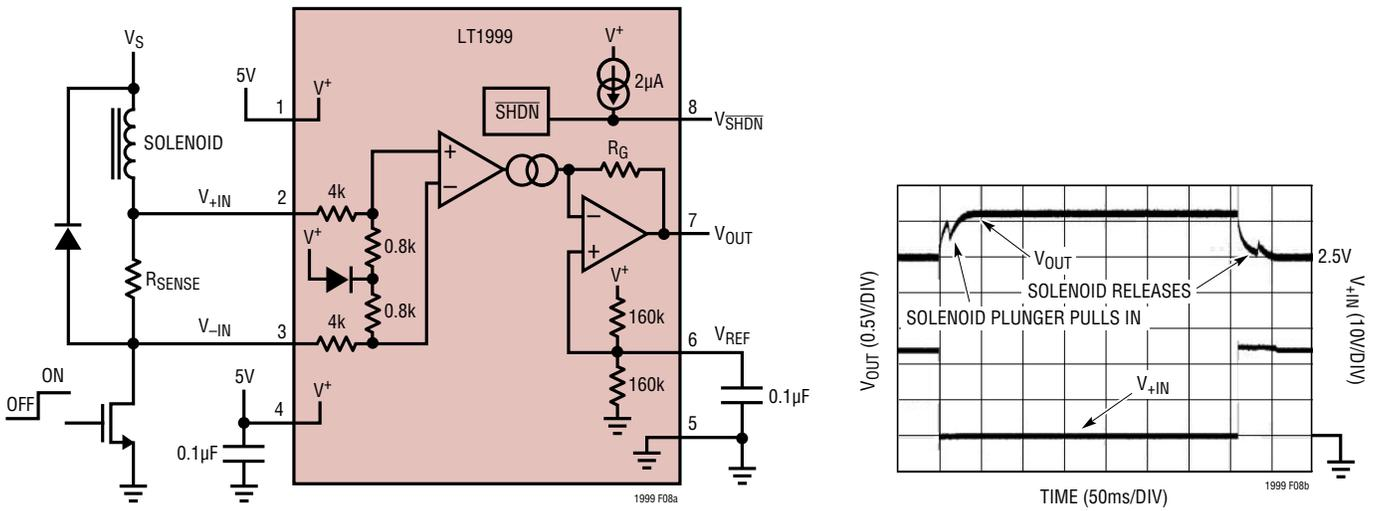 LT1999
V+
2µA
SHDN
8
VSHDN
VS
5V
V+
1
SOLENOID
RG
V+IN
2
4k
V+
0.8k
RSENSE
0.8k
4k
V–IN
3
7
VOUT
V+
160k
6
VREF
160k
0.1µF
5
ON
OFF
5V
V+
4
0.1µF
1999 F08a
VOUT (0.5V/DIV)
VOUT
2.5V
SOLENOID RELEASES
SOLENOID PLUNGER PULLS IN
V+IN
V+IN (10V/DIV)
TIME (50ms/DIV)
1999 F08b